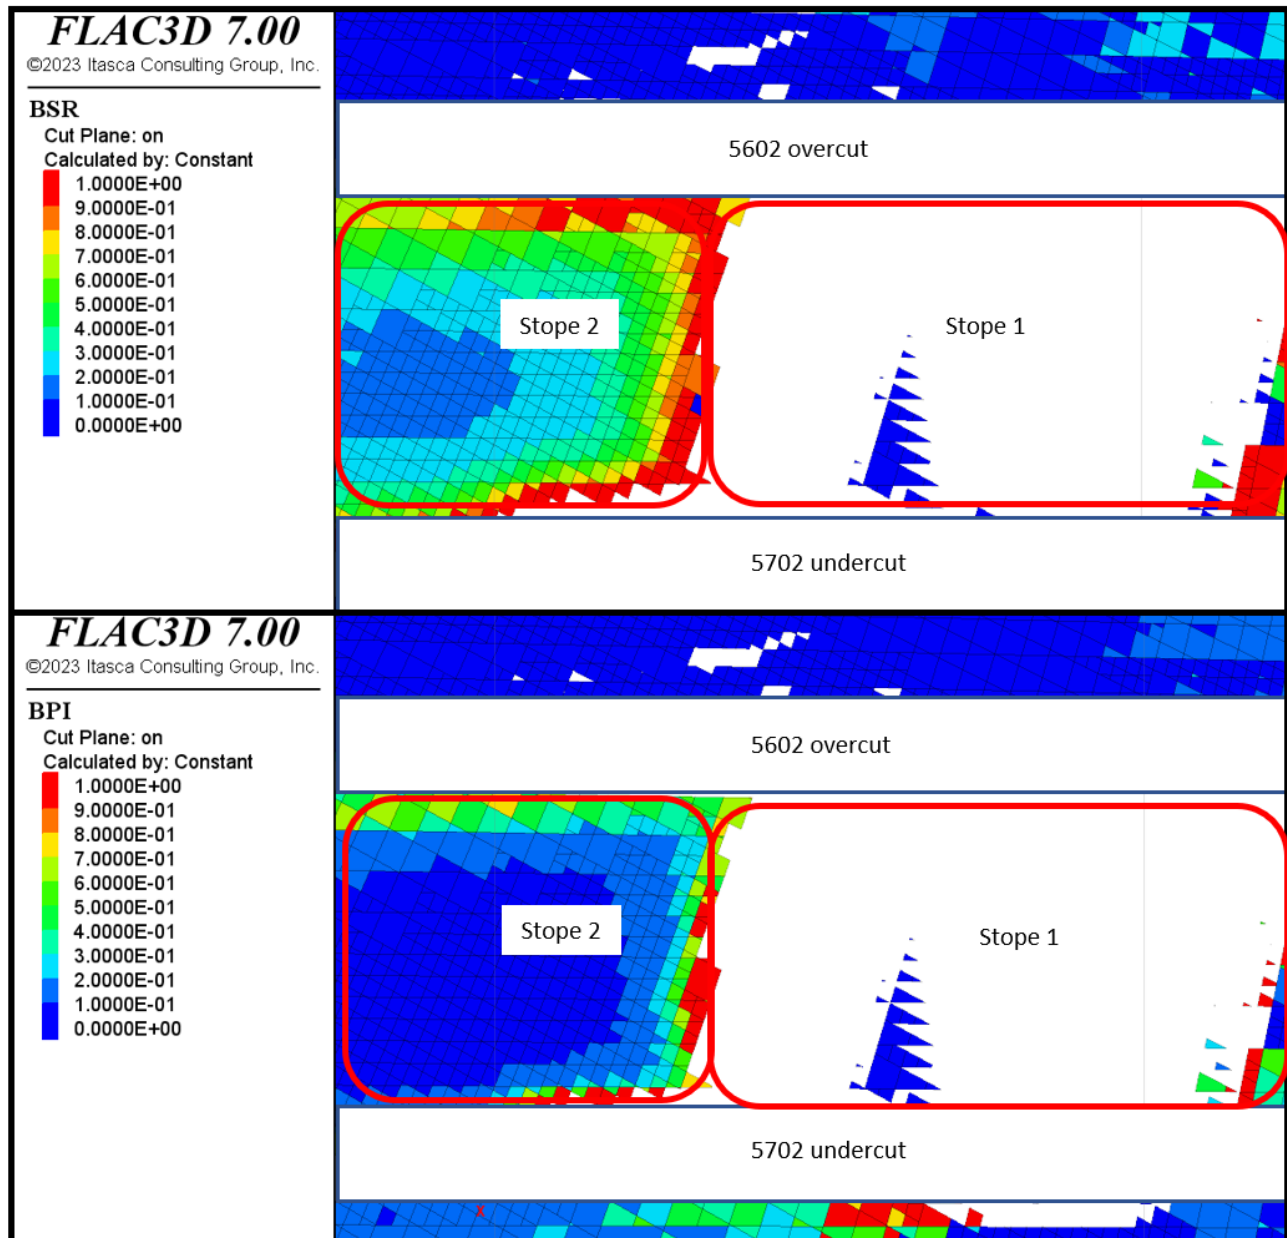 FLAC3D 7.00
©2023 Itasca Consulting Group, Inc.
BSR
Cut Plane: on
Calculated by: Constant
1.0000E+00
9.0000E-01
8.0000E-01
7.0000E-01
6.0000E-01
5.0000E-01
4.0000E-01
3.0000E-01
2.0000E-01
1.0000E-01
0.0000E+00
5602 overcut
Stope 2
Stope 1
5702 undercut
FLAC3D 7.00
©2023 Itasca Consulting Group, Inc.
BPI
Cut Plane: on
Calculated by: Constant
1.0000E+00
9.0000E-01
8.0000E-01
7.0000E-01
6.0000E-01
5.0000E-01
4.0000E-01
3.0000E-01
2.0000E-01
1.0000E-01
0.0000E+00
5602 overcut
Stope 2
Stope 1
5702 undercut
X